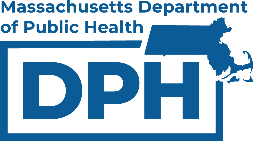 Massachusetts Department
of Public Health
DPH